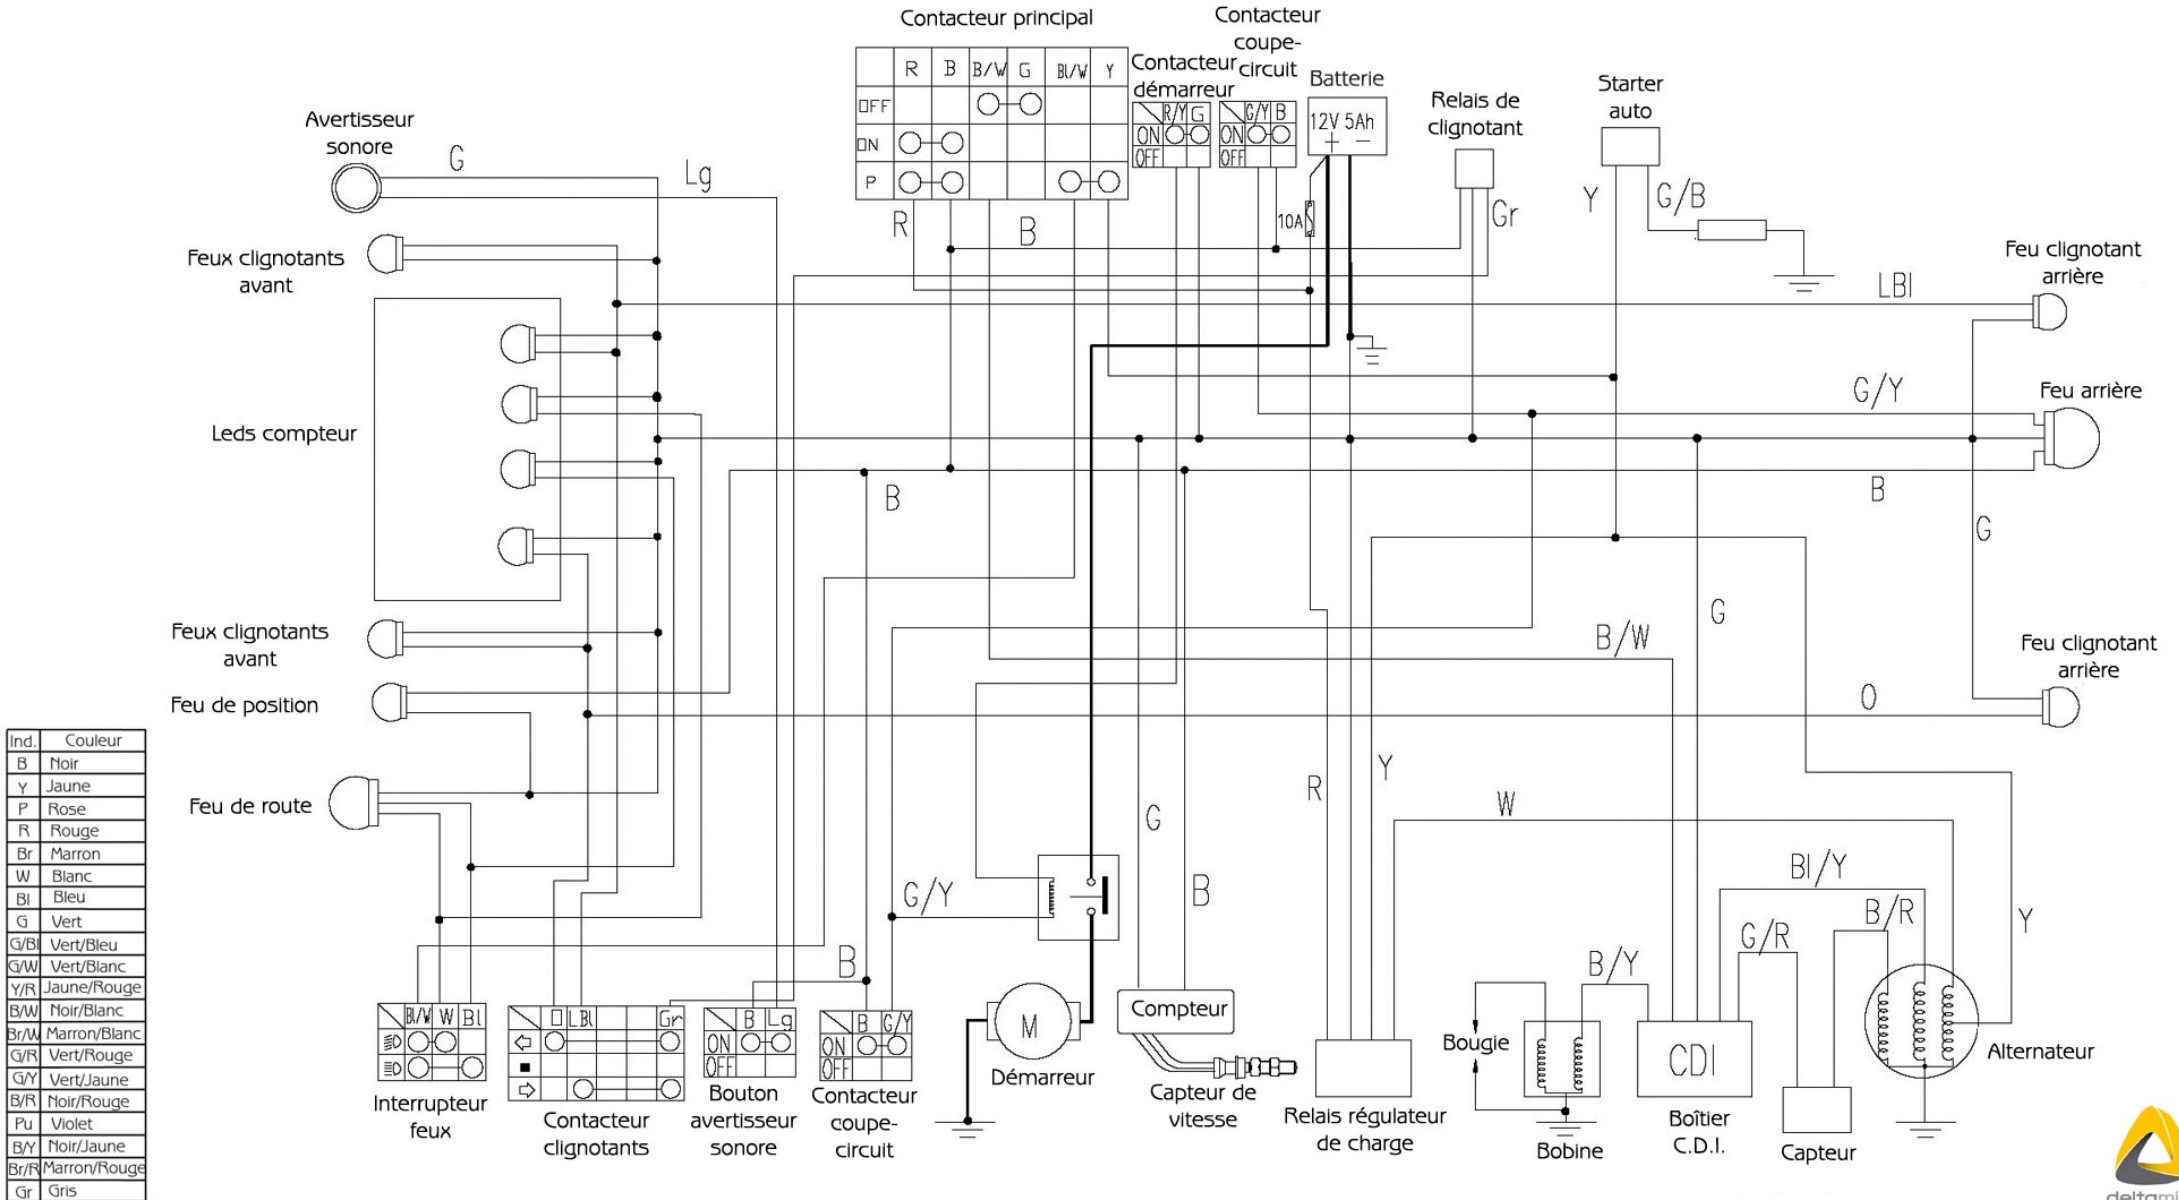 Contacteur principal
Contacteur
coupe-
circuit
Contacteur
démarreur
Batterie
Starter
auto
Relais de
clignotant
Avertisseur
sonore
R B B/W G Bl/W Y
OFF
ON
P
R/Y G
ON
OFF
G/Y B
ON
OFF
12V 5Ah
+ -
10A
G
Lg
R
B
Gr
Y
G/B
Feux clignotants
avant
Feu clignotant
arrière
LBl
Leds compteur
G/Y
Feu arrière
B
B
G
G
B/W
Feux clignotants
avant
Feu clignotant
arrière
Feu de position
O
Feu de route
R
Y
W
G
B
Bl/Y
B/R
G/R
Y
G/Y
B
B/Y
Ind. Couleur
B Noir
Y Jaune
P Rose
R Rouge
Br Marron
W Blanc
Bl Bleu
G Vert
G/Bl Vert/Bleu
G/W Vert/Blanc
Y/R Jaune/Rouge
B/W Noir/Blanc
Br/W Marron/Blanc
G/R Vert/Rouge
G/Y Vert/Jaune
B/R Noir/Rouge
Pu Violet
B/Y Noir/Jaune
Br/R Marron/Rouge
Gr Gris
Bl/W W Bl
Interrupteur
feux
O LBl Gr
Contacteur
clignotants
B Lg
ON
OFF
Bouton
avertisseur
sonore
B G/Y
ON
OFF
Contacteur
coupe-
circuit
M
Démarreur
Compteur
Capteur de
vitesse
Relais régulateur
de charge
Bougie
Bobine
CDI
Boîtier
C.D.I.
Capteur
Alternateur